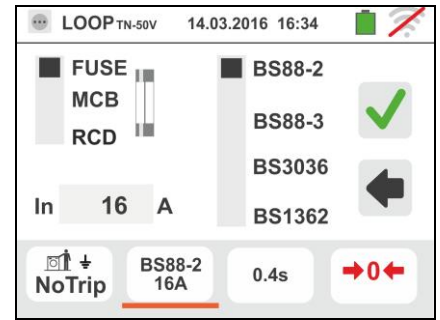 LOOP TN-50V 14.03.2016 16:34
FUSE
MCB
RCD
BS88-2
BS88-3
BS3036
BS1362
In 16 A
NoTrip
BS88-2
16A
0.4s
0